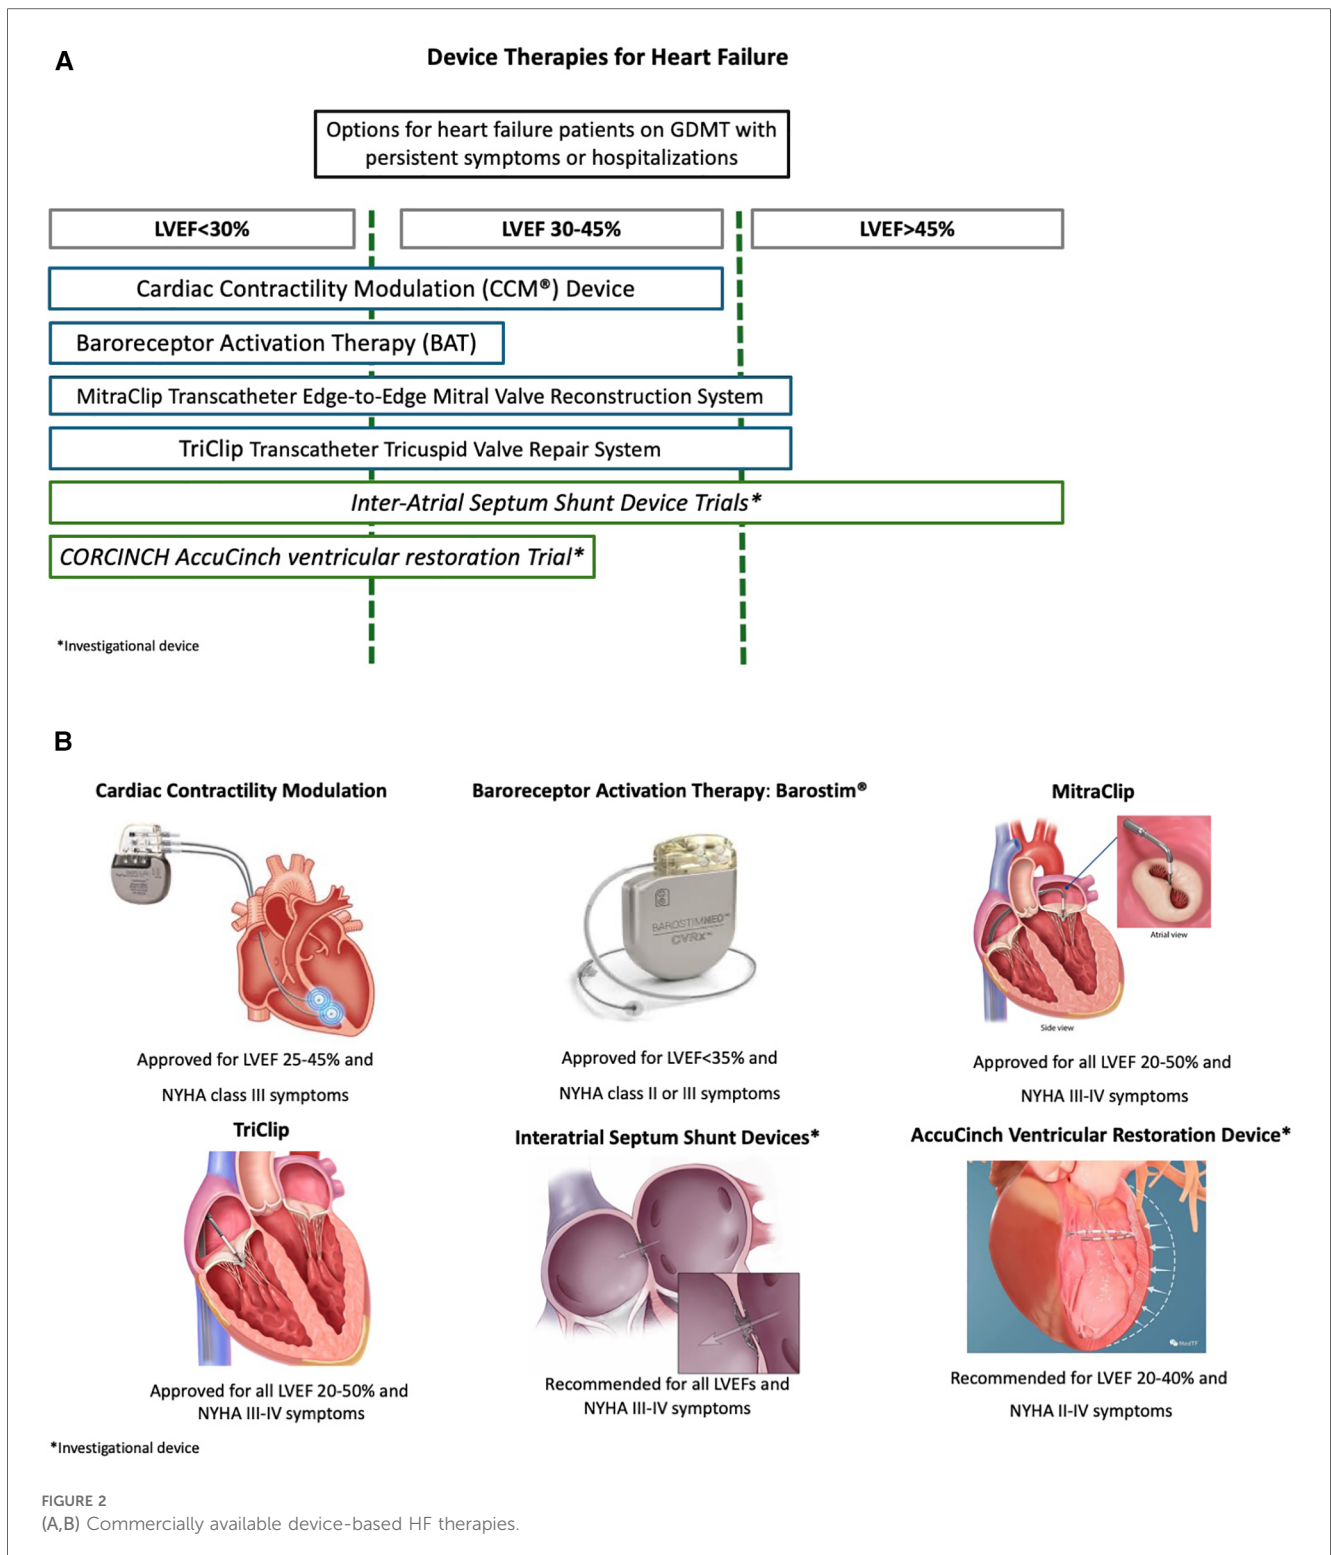 A
Device Therapies for Heart Failure
Options for heart failure patients on GDMT with
persistent symptoms or hospitalizations
LVEF<30%
LVEF 30-45%
LVEF>45%
Cardiac Contractility Modulation (CCM®) Device
Baroreceptor Activation Therapy (BAT)
MitraClip Transcatheter Edge-to-Edge Mitral Valve Reconstruction System
TriClip Transcatheter Tricuspid Valve Repair System
Inter-Atrial Septum Shunt Device Trials*
CORCINCH AccuCinch ventricular restoration Trial*
*Investigational device
B
Cardiac Contractility Modulation
Approved for LVEF 25-45% and
NYHA class III symptoms
Baroreceptor Activation Therapy: Barostim®
BAROSTIM NEO™
CVRx™
Approved for LVEF<35% and
NYHA class II or III symptoms
MitraClip
Atrial view
Side view
Approved for all LVEF 20-50% and
NYHA III-IV symptoms
TriClip
Approved for all LVEF 20-50% and
NYHA III-IV symptoms
Interatrial Septum Shunt Devices*
Recommended for all LVEFs and
NYHA III-IV symptoms
AccuCinch Ventricular Restoration Device*
MedTF
Recommended for LVEF 20-40% and
NYHA II-IV symptoms
*Investigational device
FIGURE 2
(A,B) Commercially available device-based HF therapies.